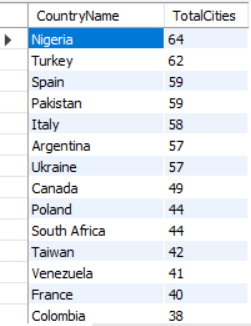 CountryName TotalCities
Nigeria 64
Turkey 62
Spain 59
Pakistan 59
Italy 58
Argentina 57
Ukraine 57
Canada 49
Poland 44
South Africa 44
Taiwan 42
Venezuela 41
France 40
Colombia 38